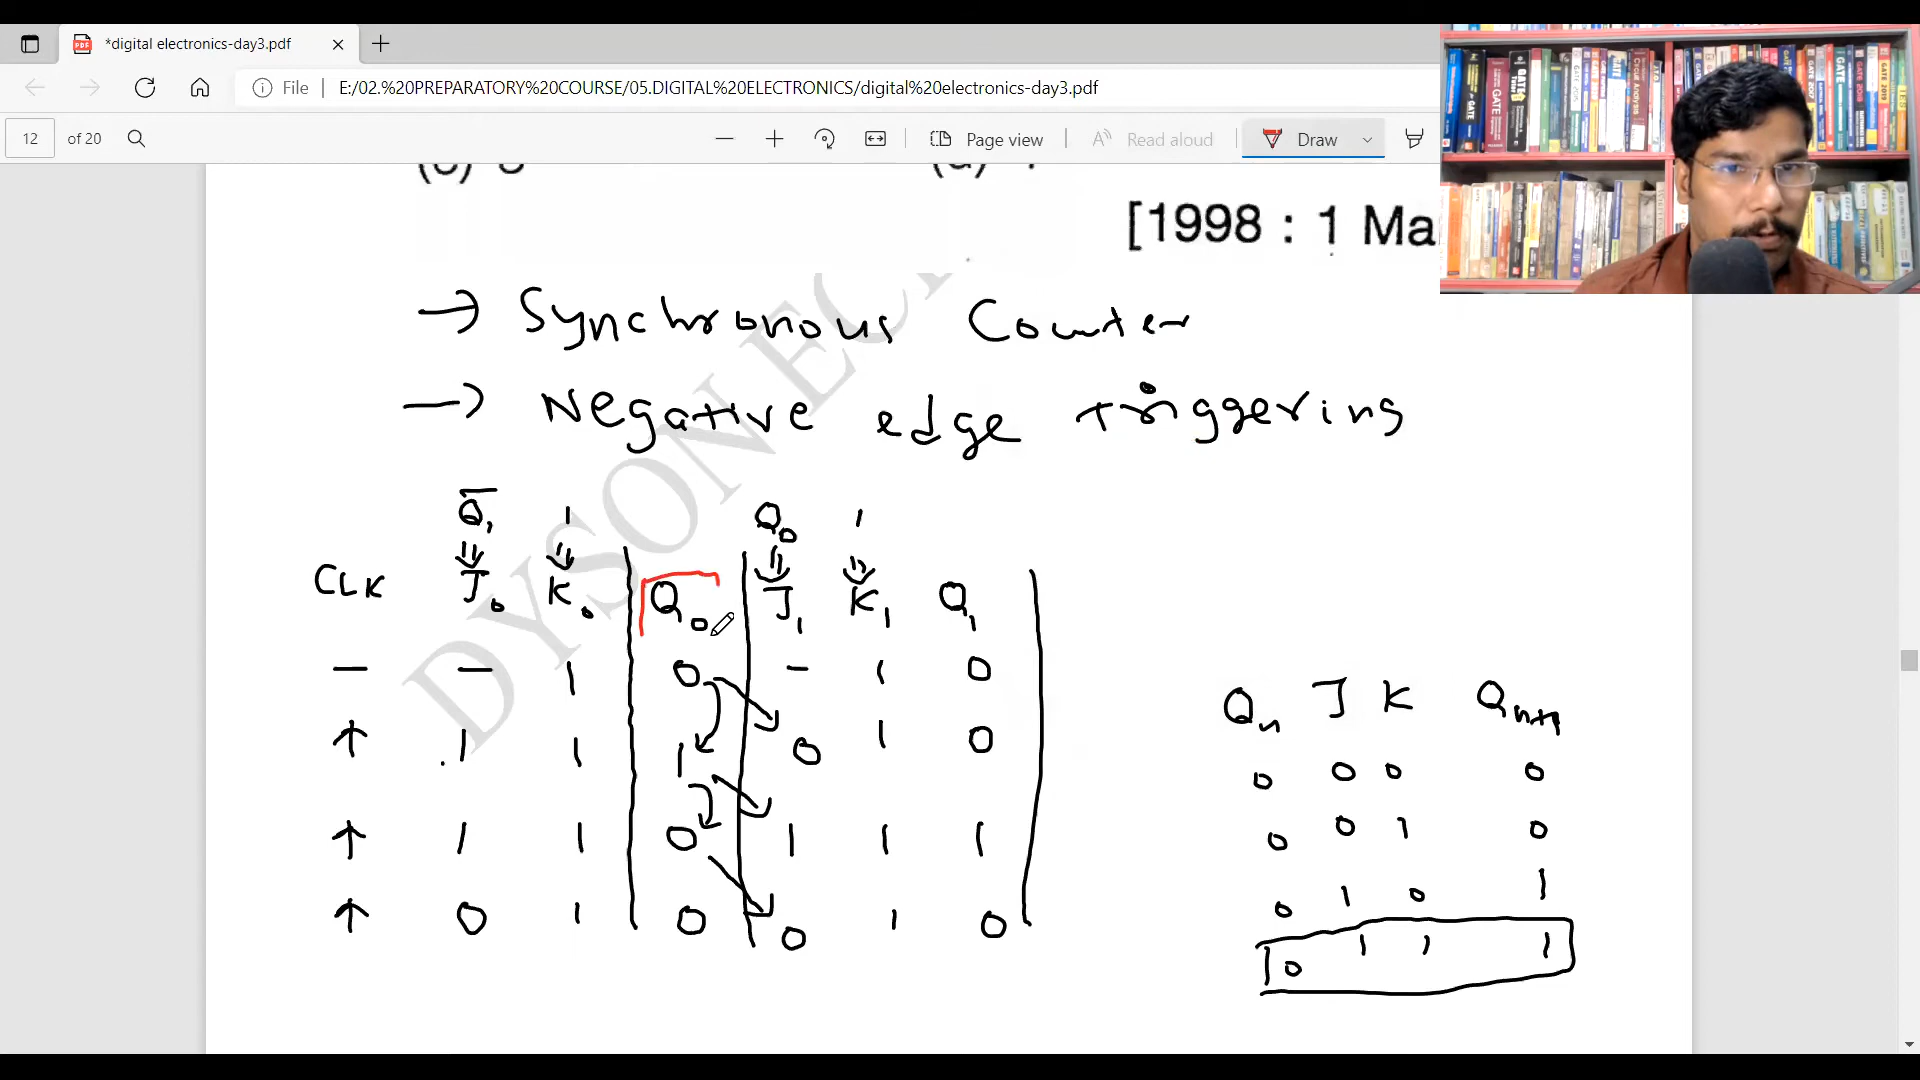 *digital electronics-day3.pdf
File E:/02.%20PREPARATORY%20COURSE/05.DIGITAL%20ELECTRONICS/digital%20electronics-day3.pdf
12 of 20 Page view Read aloud Draw
[1998 : 1 Ma
→ Synchronous Counter
→ Negative edge triggering
Q̅₁ 1 Q₀ 1
CLK J₀ K₀ Q₀ J₁ K₁ Q₁
— — 1 0 - 1 0
↑ 1 1 1 0 1 0
↑ 1 1 0 1 1 1
↑ 0 1 0 0 1 0
Qn J K Qn+1
0 0 0 0
0 0 1 0
0 1 0 1
0 1 1 1
DYSON EC